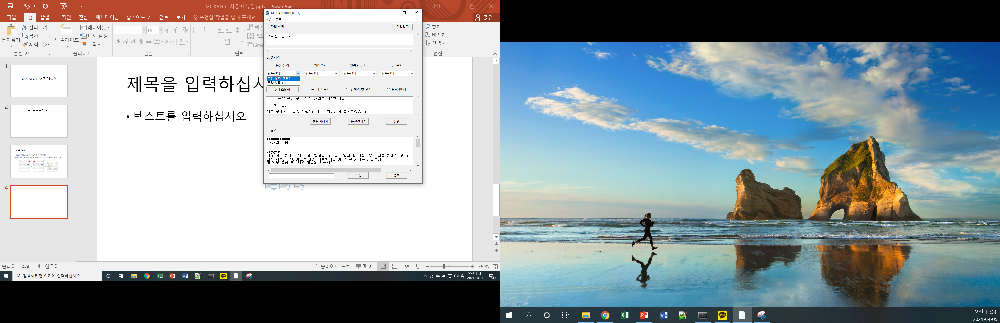 MOKAPOT 사용 매뉴얼.pptx - PowerPoint
파일 홈 삽입 디자인 전환 애니메이션 슬라이드 쇼 검토 보기 수행할 작업을 알려 주세요. 공유
붙여넣기 잘라내기 복사 서식 복사 클립보드
새 슬라이드 레이아웃 다시 설정 구역 슬라이드
18 가 가 가
가 가 가 S 가나다 간나 Aa 가
글꼴
텍스
텍스
Sma
단락
찾기
바꾸기
선택
편집
1
MOKAPOT 사용 매뉴얼
2
3
파일 열기
4
제목을 입력하십시
• 텍스트를 입력하십시오
MOCAPOT(ver.0.1.1)
파일 정보
1. 파일 선택 파일열기
오우신기함.txt
2. 전처리
문장 분리 띄어쓰기 맞춤법 검사 특수문자
항목선택 항목선택 항목선택 항목선택
문장 분리 구두점
문장 분리 KSS
형태소분석 원문 분석 전처리 후 분석 분석 안 함
>>> ['문장 분리 구두점 '] 처리를 시작합니다!
...(처리중)...
원문 형태소 분석을 실행합니다....전처리가 종료되었습니다!
한단계삭제 옵션초기화 실행
3. 결과
=============
<전처리 내용>
=============
전화번호
아 이거는 근데 가입이 아니잖아요 그리고 고객님 뭐 계약자분이 지금 안계신 상태에서
다시 새롭게 업데이트를 해서 죄송합니다 아니면은 가까운 대리점에
예 당월 요금 포함하면 미납되신 금액이
저장 종료
슬라이드 4/4 한국어 슬라이드 노트 메모 75 %
검색하려면 여기에 입력하십시오.
TALK
A
오전 11:34
2021-04-05
3
TALK
오전 11:34
2021-04-05